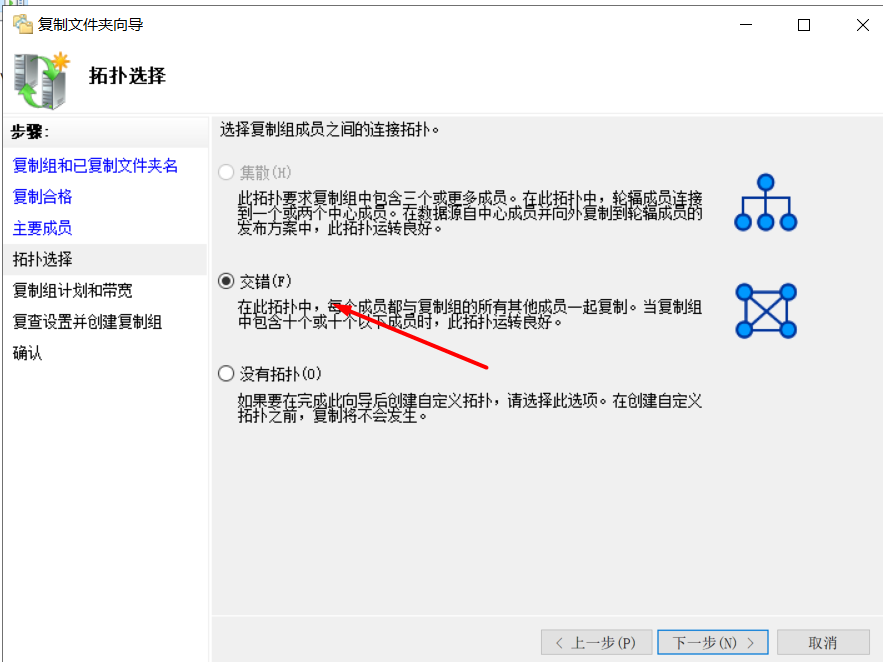 复制文件夹向导
拓扑选择
步骤:
复制组和已复制文件夹名
复制合格
主要成员
拓扑选择
复制组计划和带宽
复查设置并创建复制组
确认
选择复制组成员之间的连接拓扑。
集散(H)
此拓扑要求复制组中包含三个或更多成员。在此拓扑中，轮辐成员连接
到一个或两个中心成员。在数据源自中心成员并向外复制到轮辐成员的
发布方案中，此拓扑运转良好。
交错(F)
在此拓扑中，每个成员都与复制组的所有其他成员一起复制。当复制组
中包含十个或十个以下成员时，此拓扑运转良好。
没有拓扑(O)
如果要在完成此向导后创建自定义拓扑，请选择此选项。在创建自定义
拓扑之前，复制将不会发生。
< 上一步(P)
下一步(N) >
取消